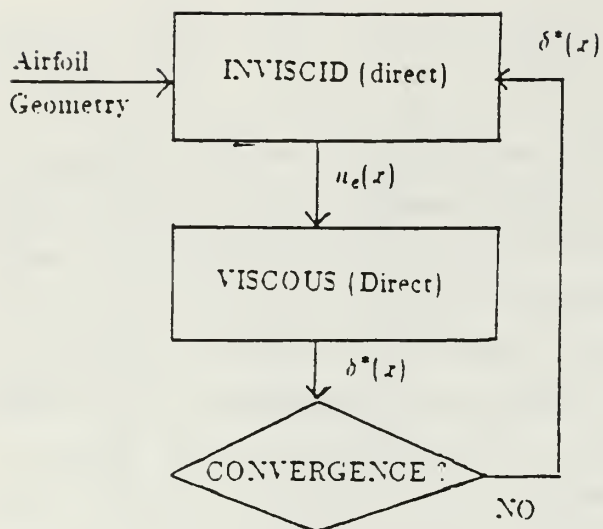 δ*(x)
Airfoil
Geometry
INVISCID (direct)
u_e(x)
VISCOUS (Direct)
δ*(x)
CONVERGENCE ?
NO